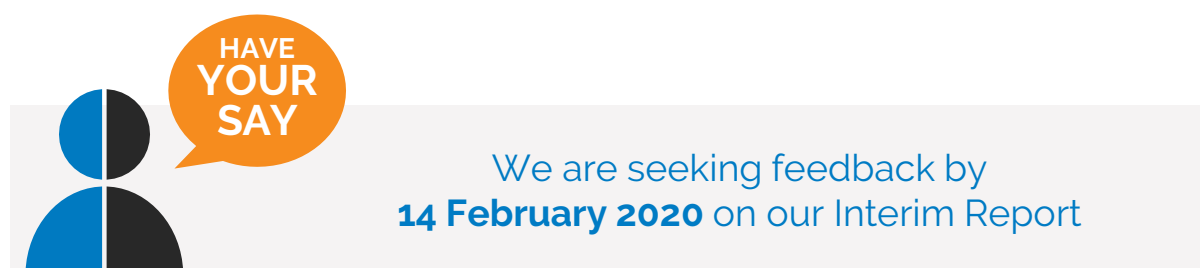 HAVE
YOUR
SAY
We are seeking feedback by
14 February 2020 on our Interim Report